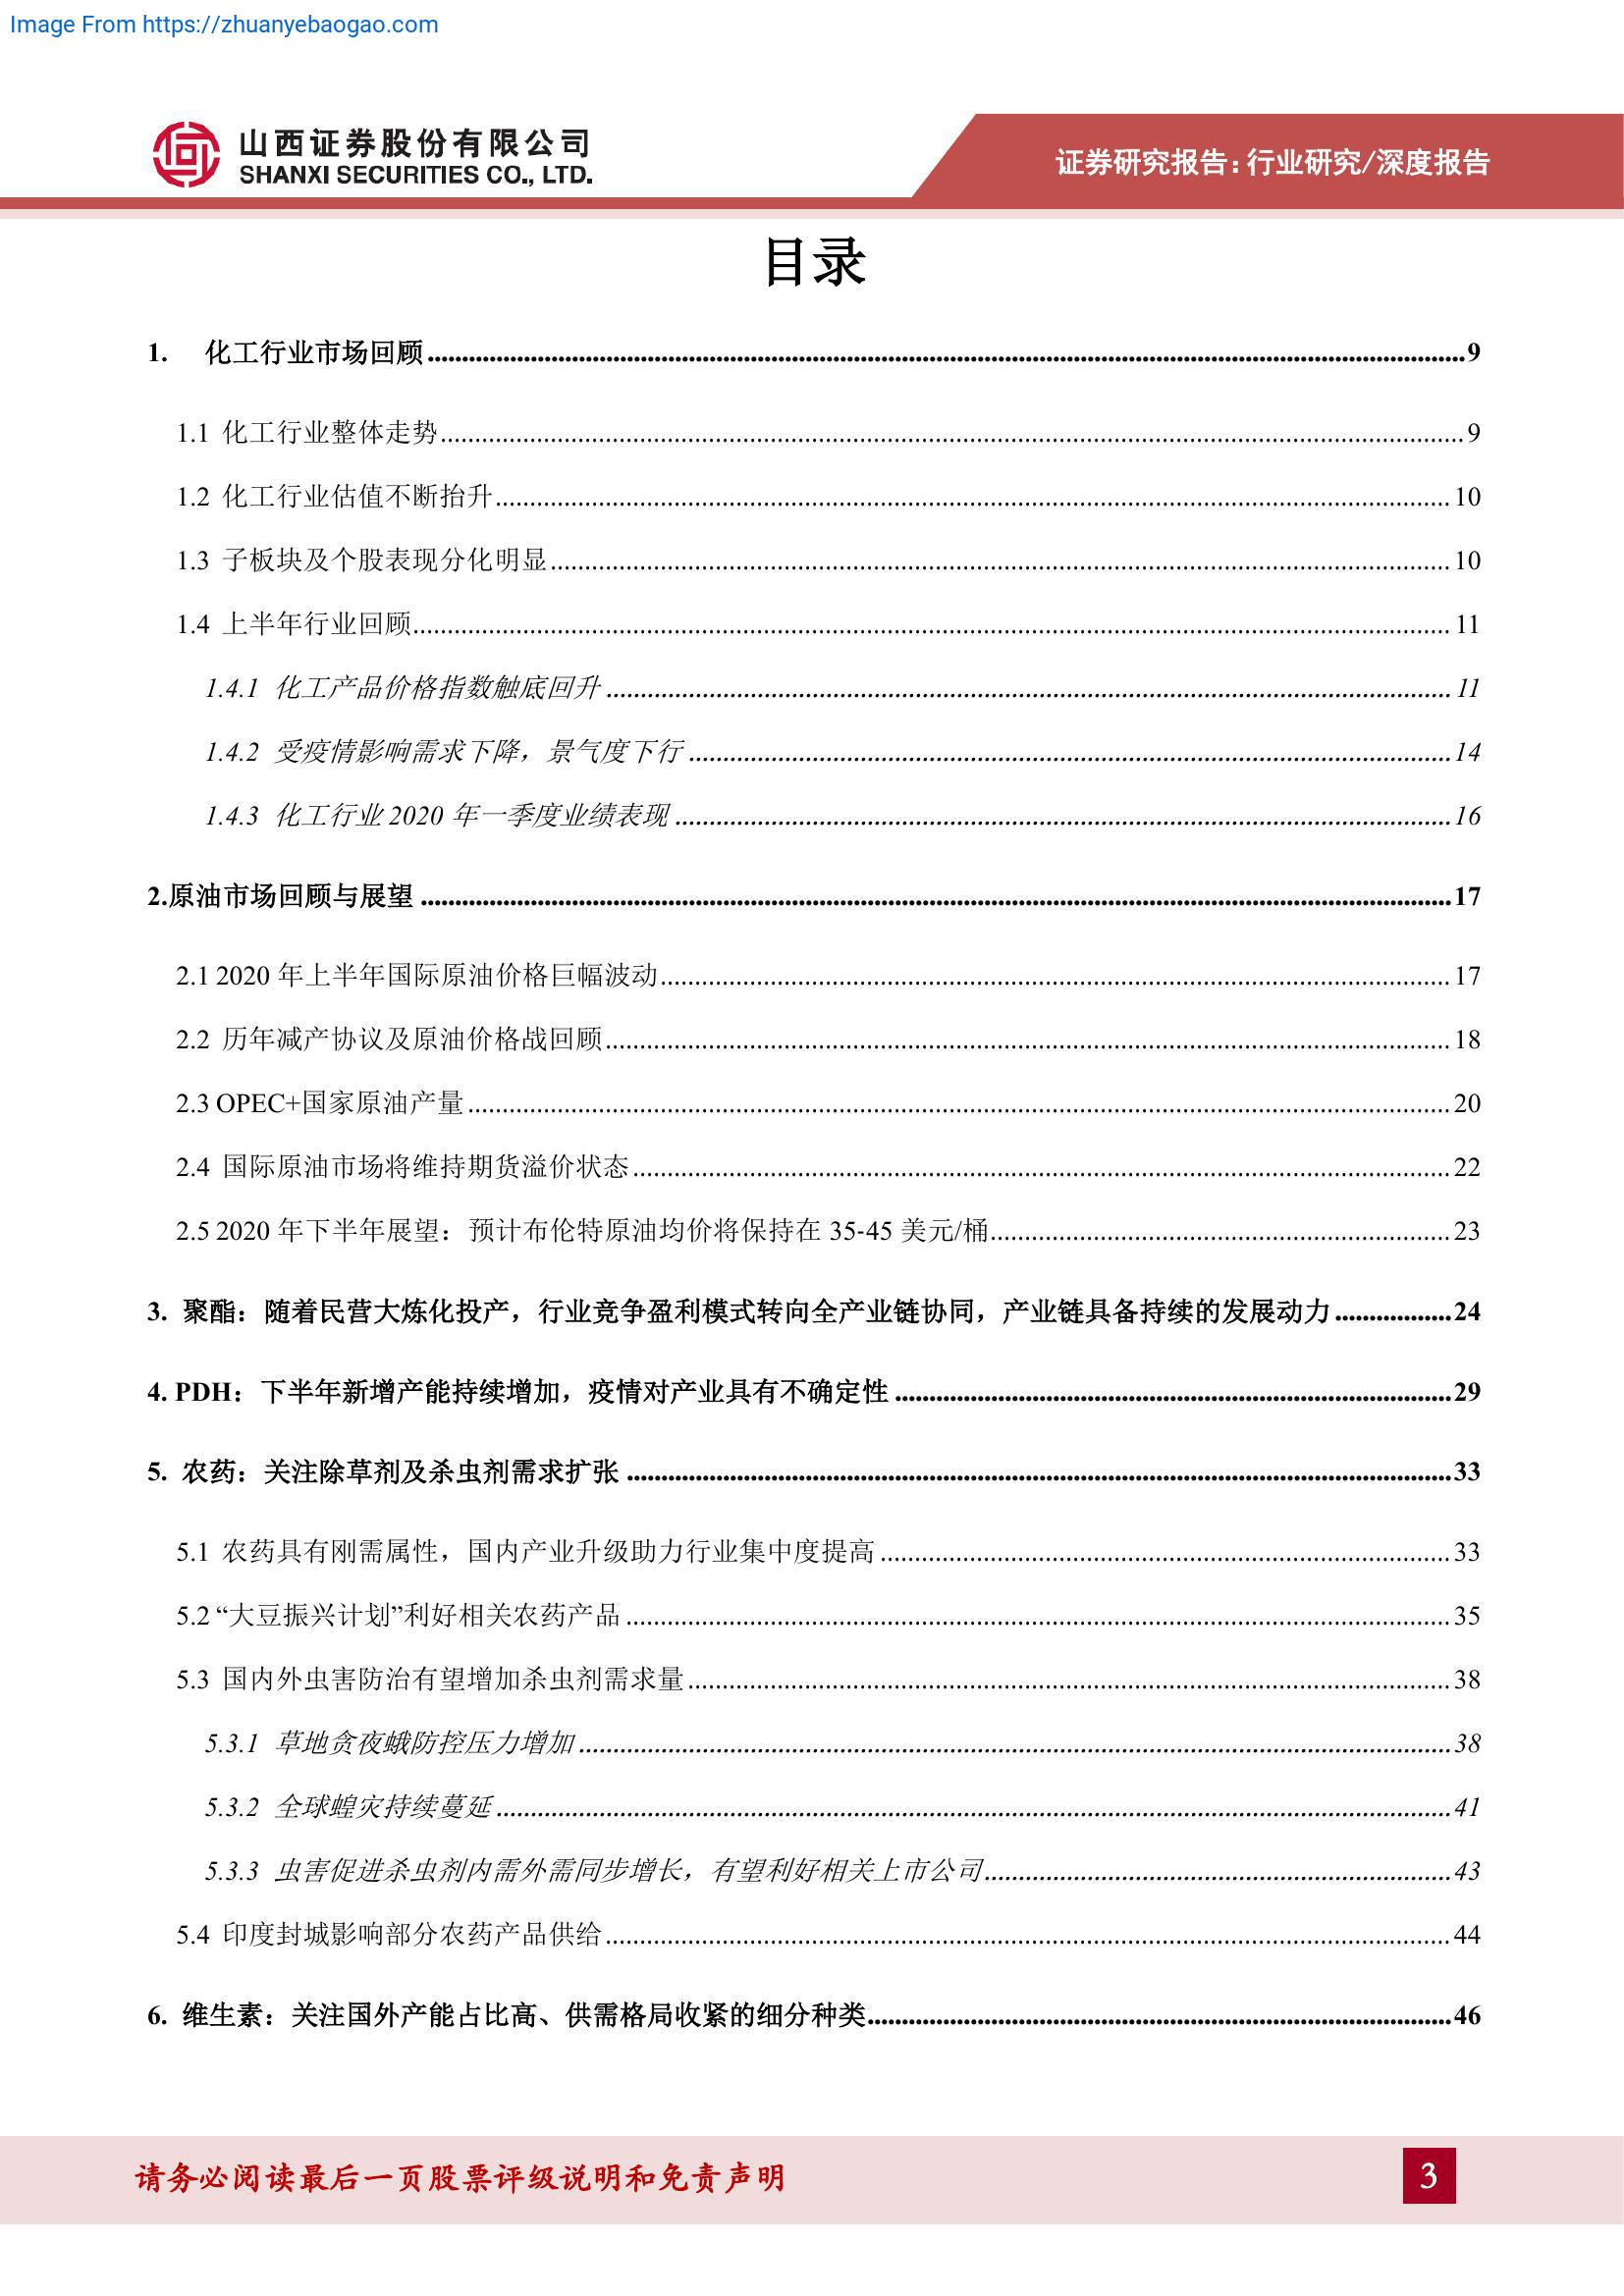 Image From https://zhuanyebaogao.com
山西证券股份有限公司
SHANXI SECURITIES CO., LTD.
证券研究报告:行业研究/深度报告
目录
1. 化工行业市场回顾 9
1.1 化工行业整体走势 9
1.2 化工行业估值不断抬升 10
1.3 子板块及个股表现分化明显 10
1.4 上半年行业回顾 11
1.4.1 化工产品价格指数触底回升 11
1.4.2 受疫情影响需求下降，景气度下行 14
1.4.3 化工行业 2020 年一季度业绩表现 16
2.原油市场回顾与展望 17
2.1 2020 年上半年国际原油价格巨幅波动 17
2.2 历年减产协议及原油价格战回顾 18
2.3 OPEC+国家原油产量 20
2.4 国际原油市场将维持期货溢价状态 22
2.5 2020 年下半年展望：预计布伦特原油均价将保持在 35-45 美元/桶 23
3. 聚酯：随着民营大炼化投产，行业竞争盈利模式转向全产业链协同，产业链具备持续的发展动力 24
4. PDH：下半年新增产能持续增加，疫情对产业具有不确定性 29
5. 农药：关注除草剂及杀虫剂需求扩张 33
5.1 农药具有刚需属性，国内产业升级助力行业集中度提高 33
5.2 “大豆振兴计划”利好相关农药产品 35
5.3 国内外虫害防治有望增加杀虫剂需求量 38
5.3.1 草地贪夜蛾防控压力增加 38
5.3.2 全球蝗灾持续蔓延 41
5.3.3 虫害促进杀虫剂内需外需同步增长，有望利好相关上市公司 43
5.4 印度封城影响部分农药产品供给 44
6. 维生素：关注国外产能占比高、供需格局收紧的细分种类 46
请务必阅读最后一页股票评级说明和免责声明
3